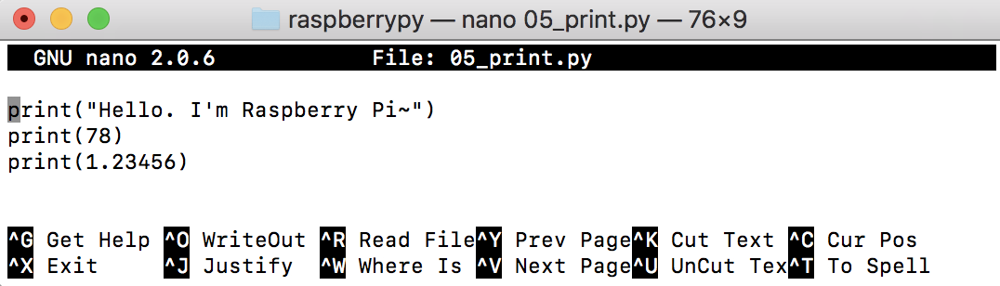 raspberrypy — nano 05_print.py — 76×9
GNU nano 2.0.6 File: 05_print.py
print("Hello. I'm Raspberry Pi~")
print(78)
print(1.23456)
^G Get Help ^O WriteOut ^R Read File^Y Prev Page^K Cut Text ^C Cur Pos
^X Exit ^J Justify ^W Where Is ^V Next Page^U UnCut Tex^T To Spell